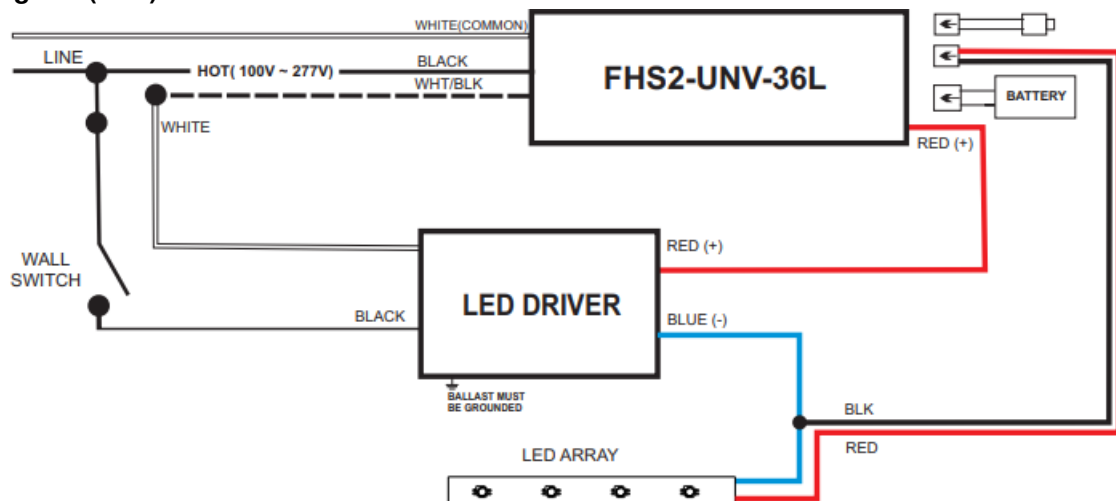 WHITE(COMMON)
LINE
HOT( 100V ~ 277V)
BLACK
WHT/BLK
WHITE
FHS2-UNV-36L
BATTERY
RED (+)
WALL
SWITCH
BLACK
LED DRIVER
RED (+)
BLUE (-)
BALLAST MUST
BE GROUNDED
BLK
RED
LED ARRAY